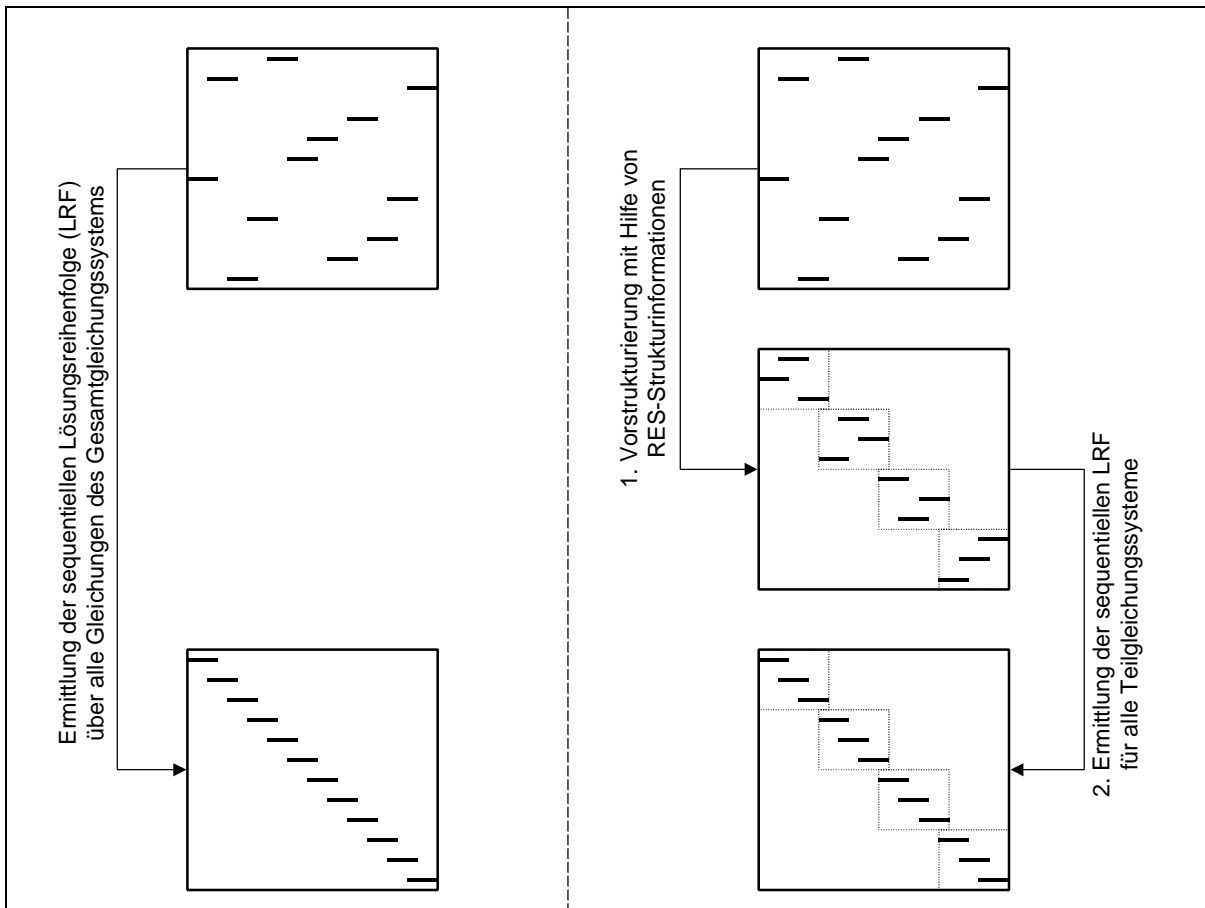 Ermittlung der sequentiellen Lösungsreihenfolge (LRF)
über alle Gleichungen des Gesamtgleichungssystems
1. Vorstrukturierung mit Hilfe von
RES-Strukturinformationen
2. Ermittlung der sequentiellen LRF
für alle Teilgleichungssysteme